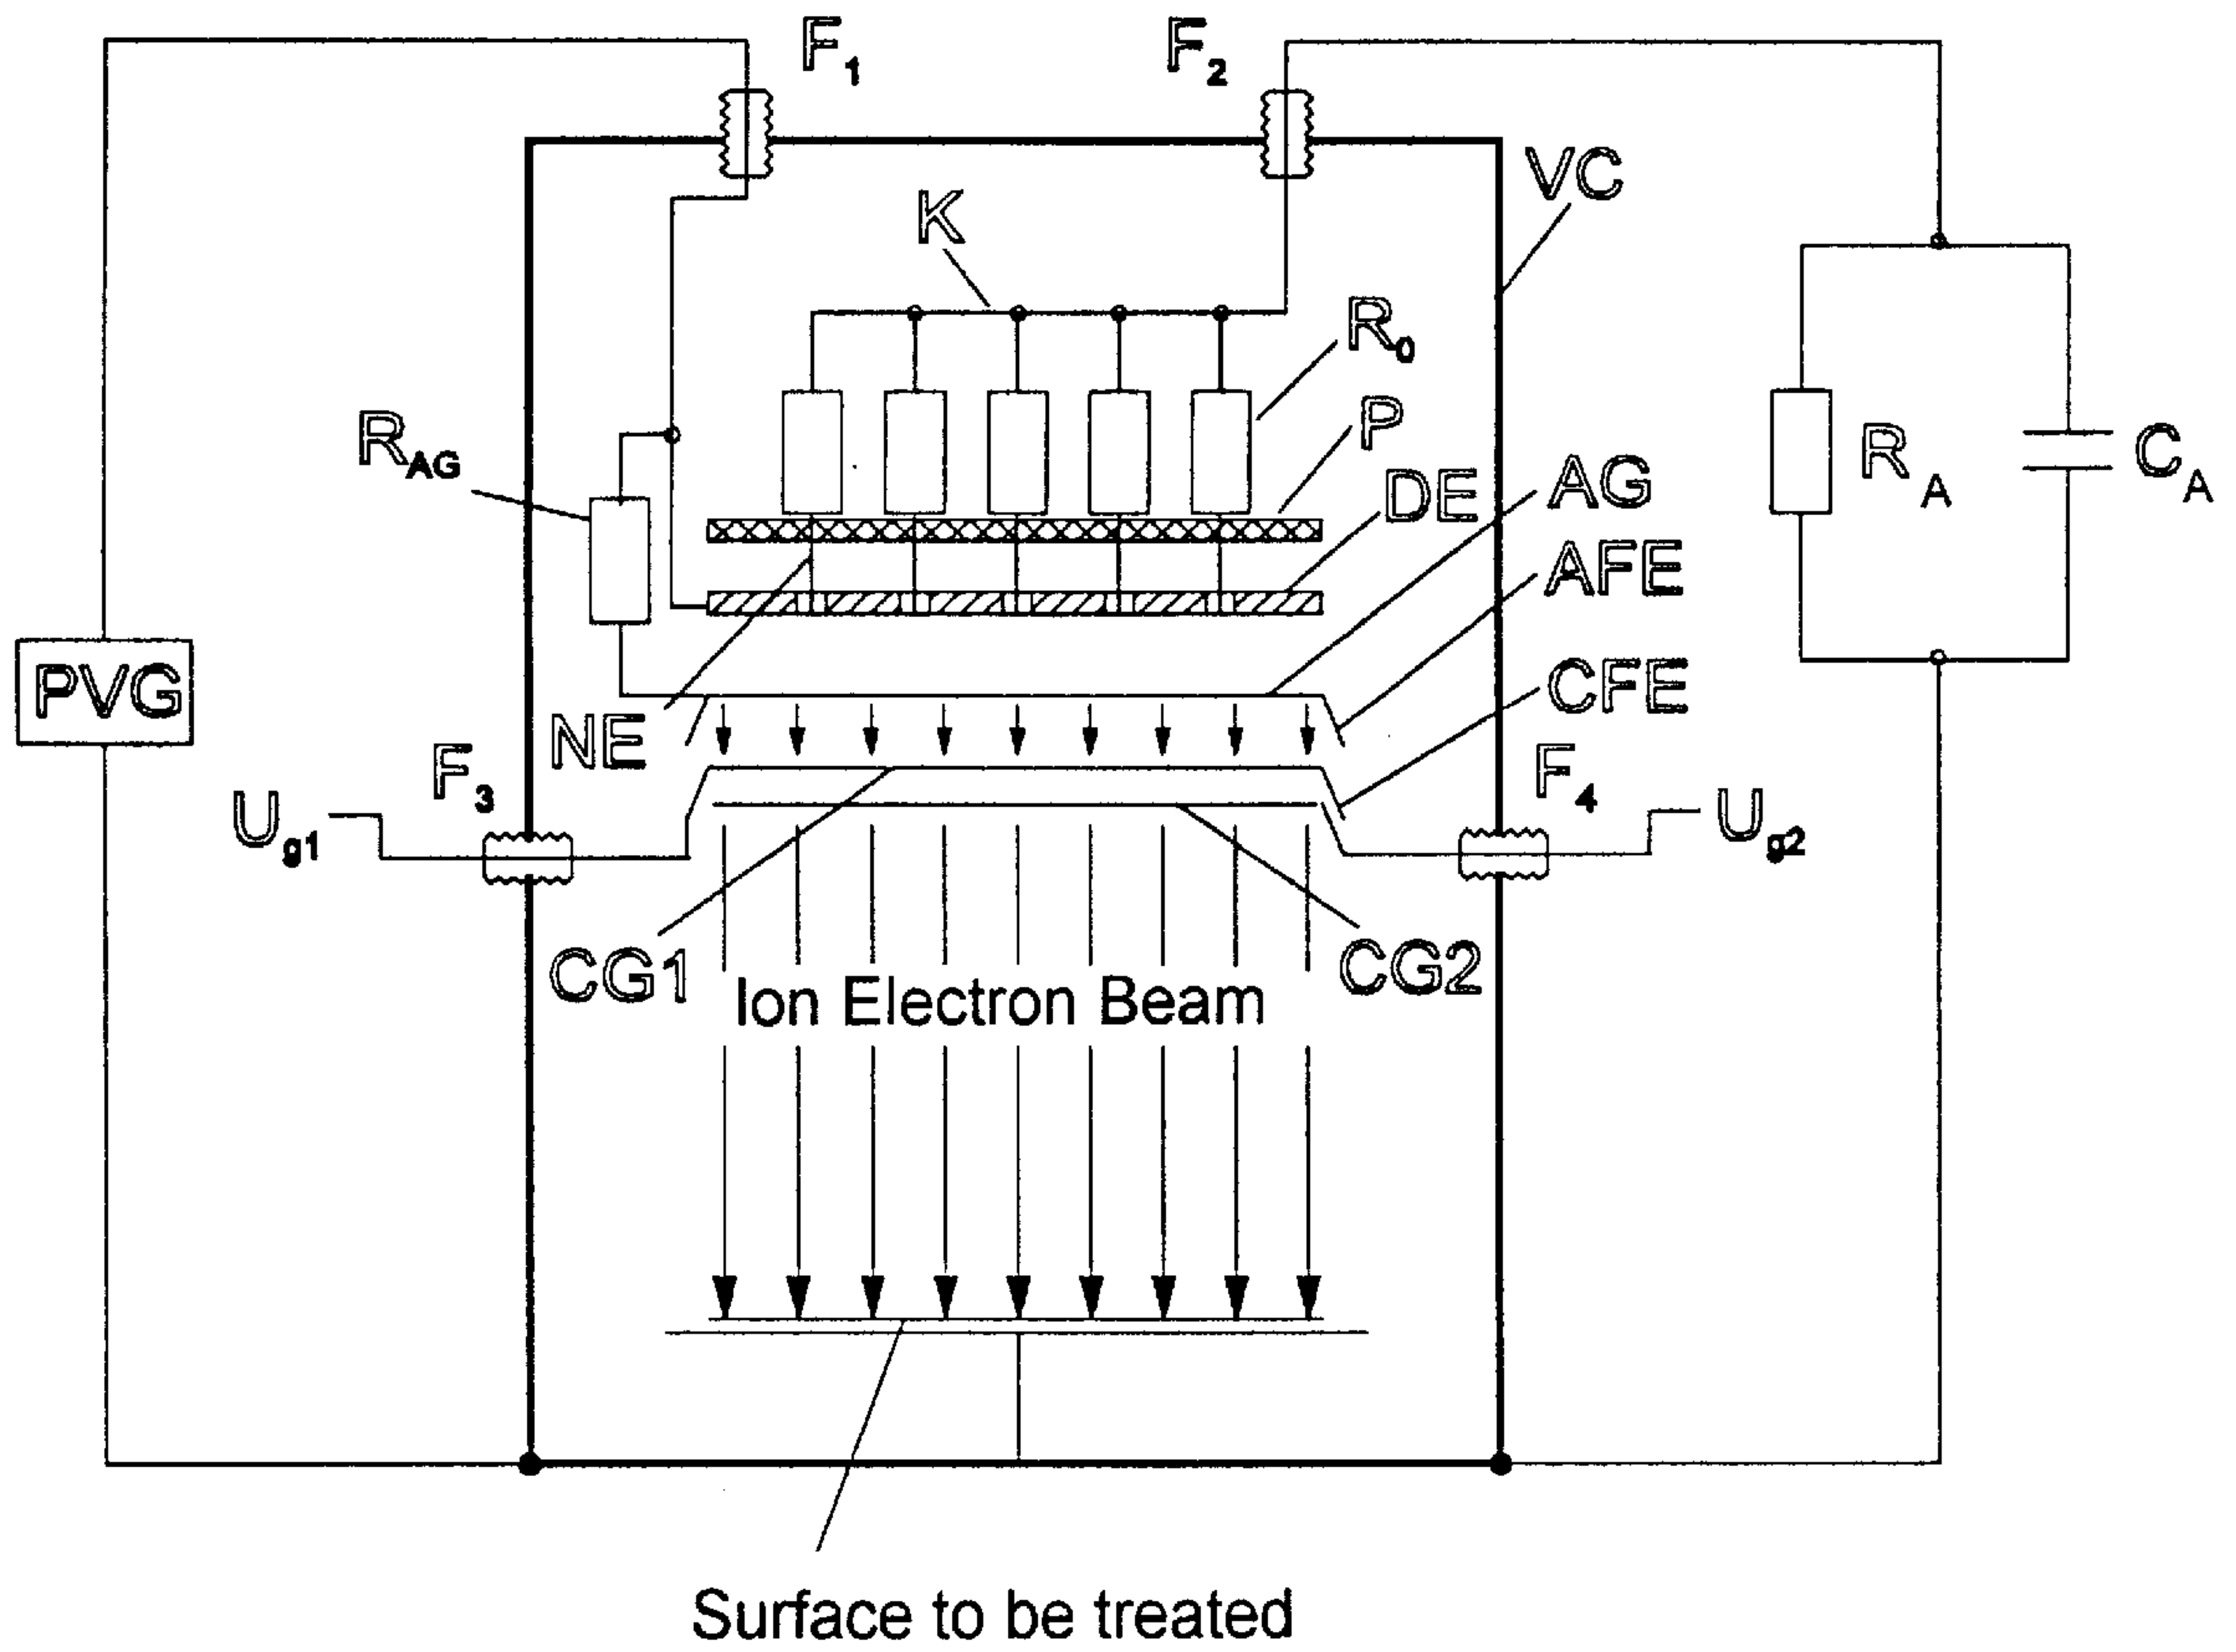 F1
F2
VC
K
R0
P
RAG
DE
AG
RA
CA
AFE
CFE
PVG
NE
F3
F4
Ug1
Ug2
CG1
CG2
Ion Electron Beam
Surface to be treated